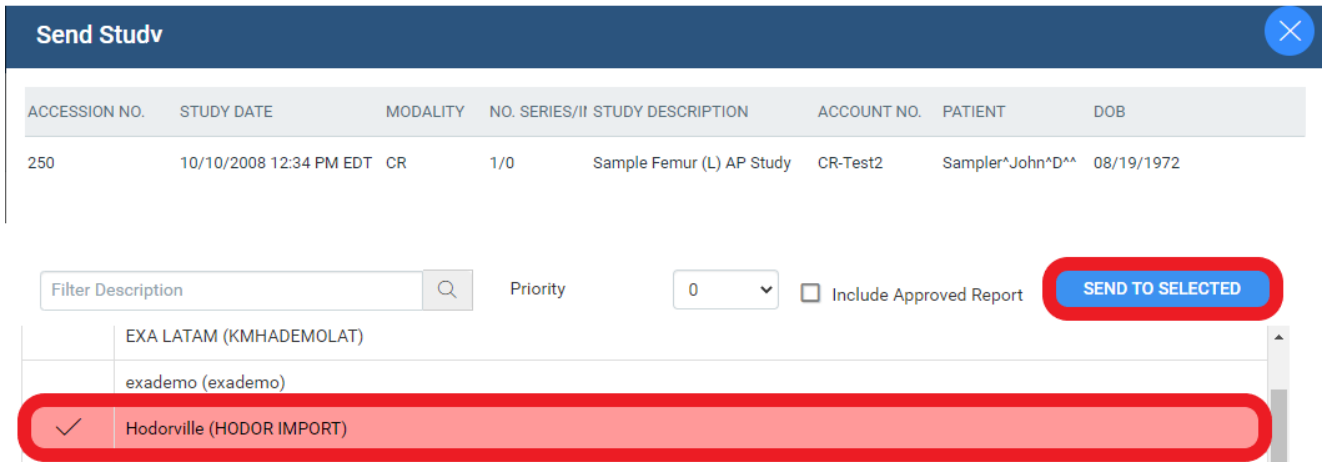 Send Study
ACCESSION NO. STUDY DATE MODALITY NO. SERIES/II STUDY DESCRIPTION ACCOUNT NO. PATIENT DOB
250 10/10/2008 12:34 PM EDT CR 1/0 Sample Femur (L) AP Study CR-Test2 Sampler^John^D^^ 08/19/1972
Filter Description Priority 0 Include Approved Report SEND TO SELECTED
EXA LATAM (KMHADEMOLAT)
exademo (exademo)
Hodorville (HODOR IMPORT)